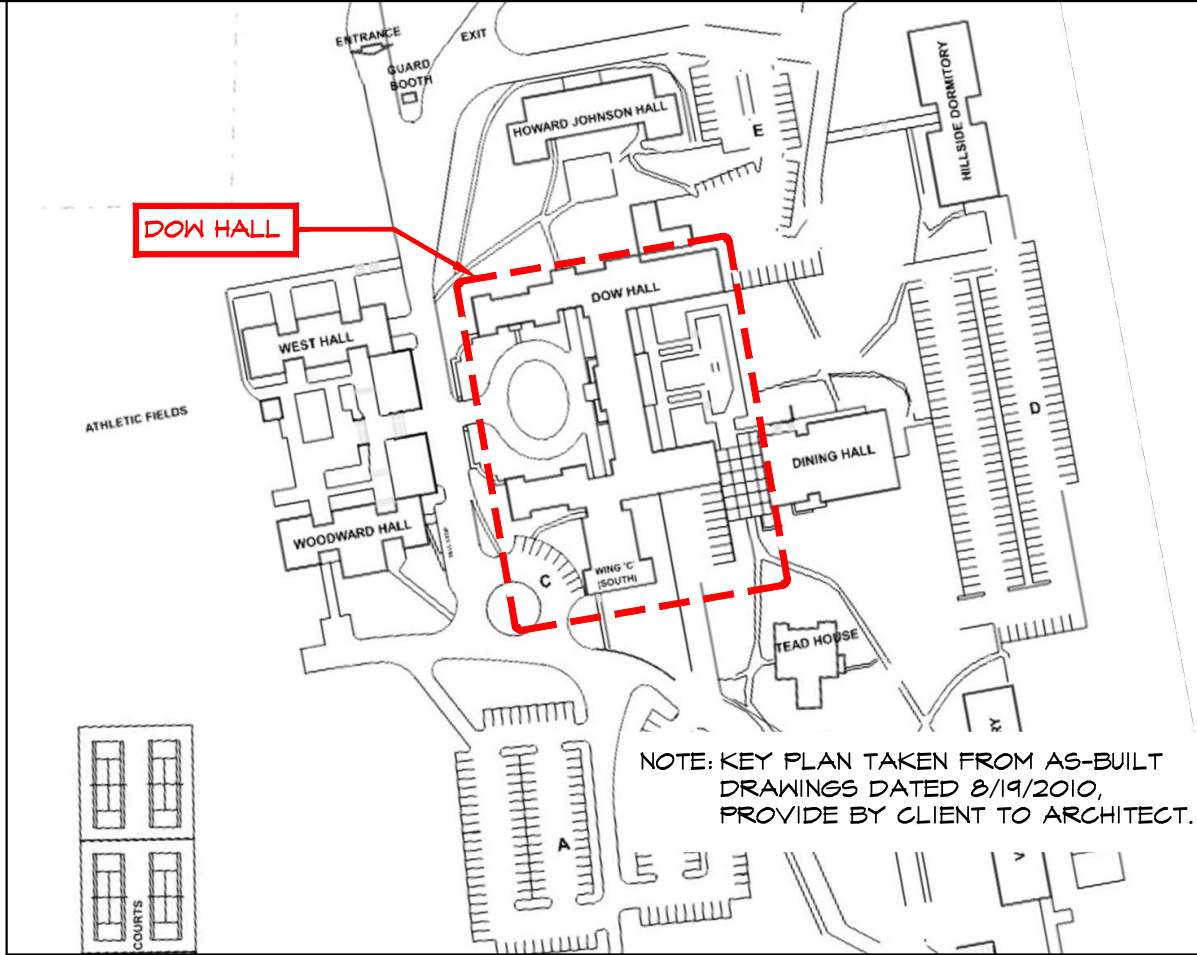 ENTRANCE
EXIT
GUARD
BOOTH
HOWARD JOHNSON HALL
E
HILLSIDE DORMITORY
DOW HALL
DOW HALL
WEST HALL
ATHLETIC FIELDS
D
DINING HALL
WOODWARD HALL
WING 'C'
(SOUTH)
C
TEAD HOUSE
NOTE: KEY PLAN TAKEN FROM AS-BUILT
DRAWINGS DATED 8/19/2010,
PROVIDE BY CLIENT TO ARCHITECT.
A
COURTS